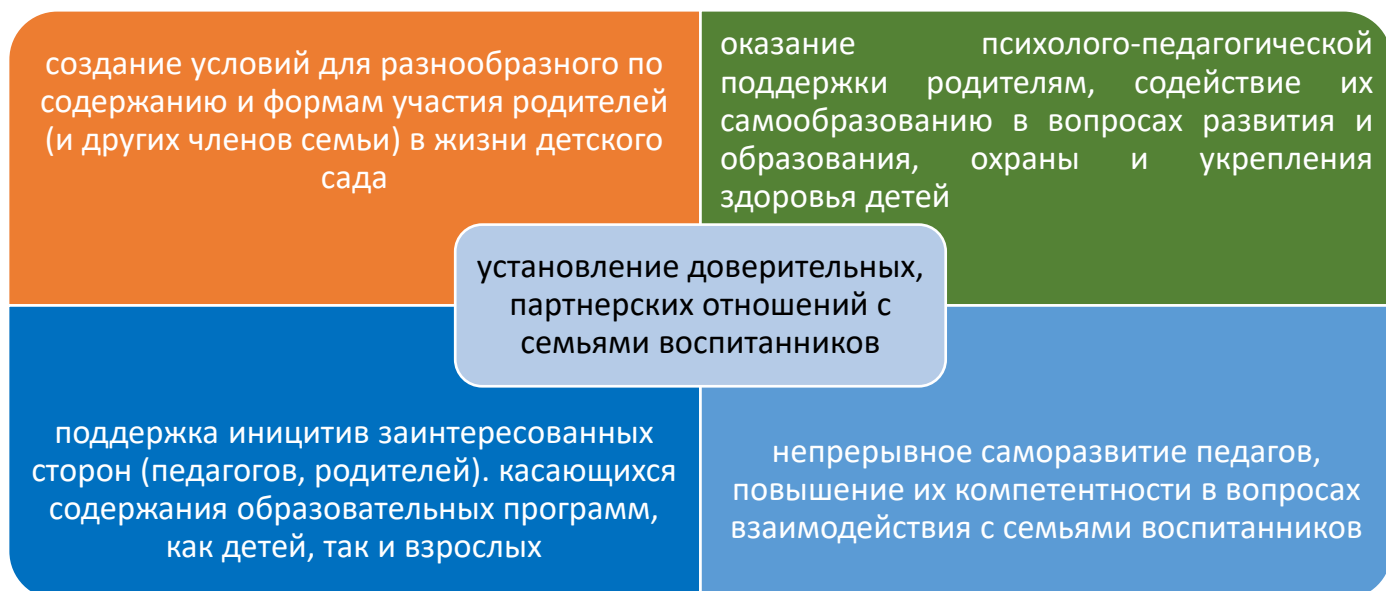 создание условий для разнообразного по
содержанию и формам участия родителей
(и других членов семьи) в жизни детского
сада
оказание психолого-педагогической
поддержки родителям, содействие их
самообразованию в вопросах развития и
образования, охраны и укрепления
здоровья детей
установление доверительных,
партнерских отношений с
семьями воспитанников
поддержка иницитив заинтересованных
сторон (педагогов, родителей). касающихся
содержания образовательных программ,
как детей, так и взрослых
непрерывное саморазвитие педагов,
повышение их компетентности в вопросах
взаимодействия с семьями воспитанников